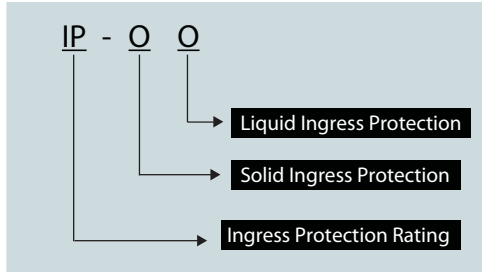 IP - O O
Liquid Ingress Protection
Solid Ingress Protection
Ingress Protection Rating